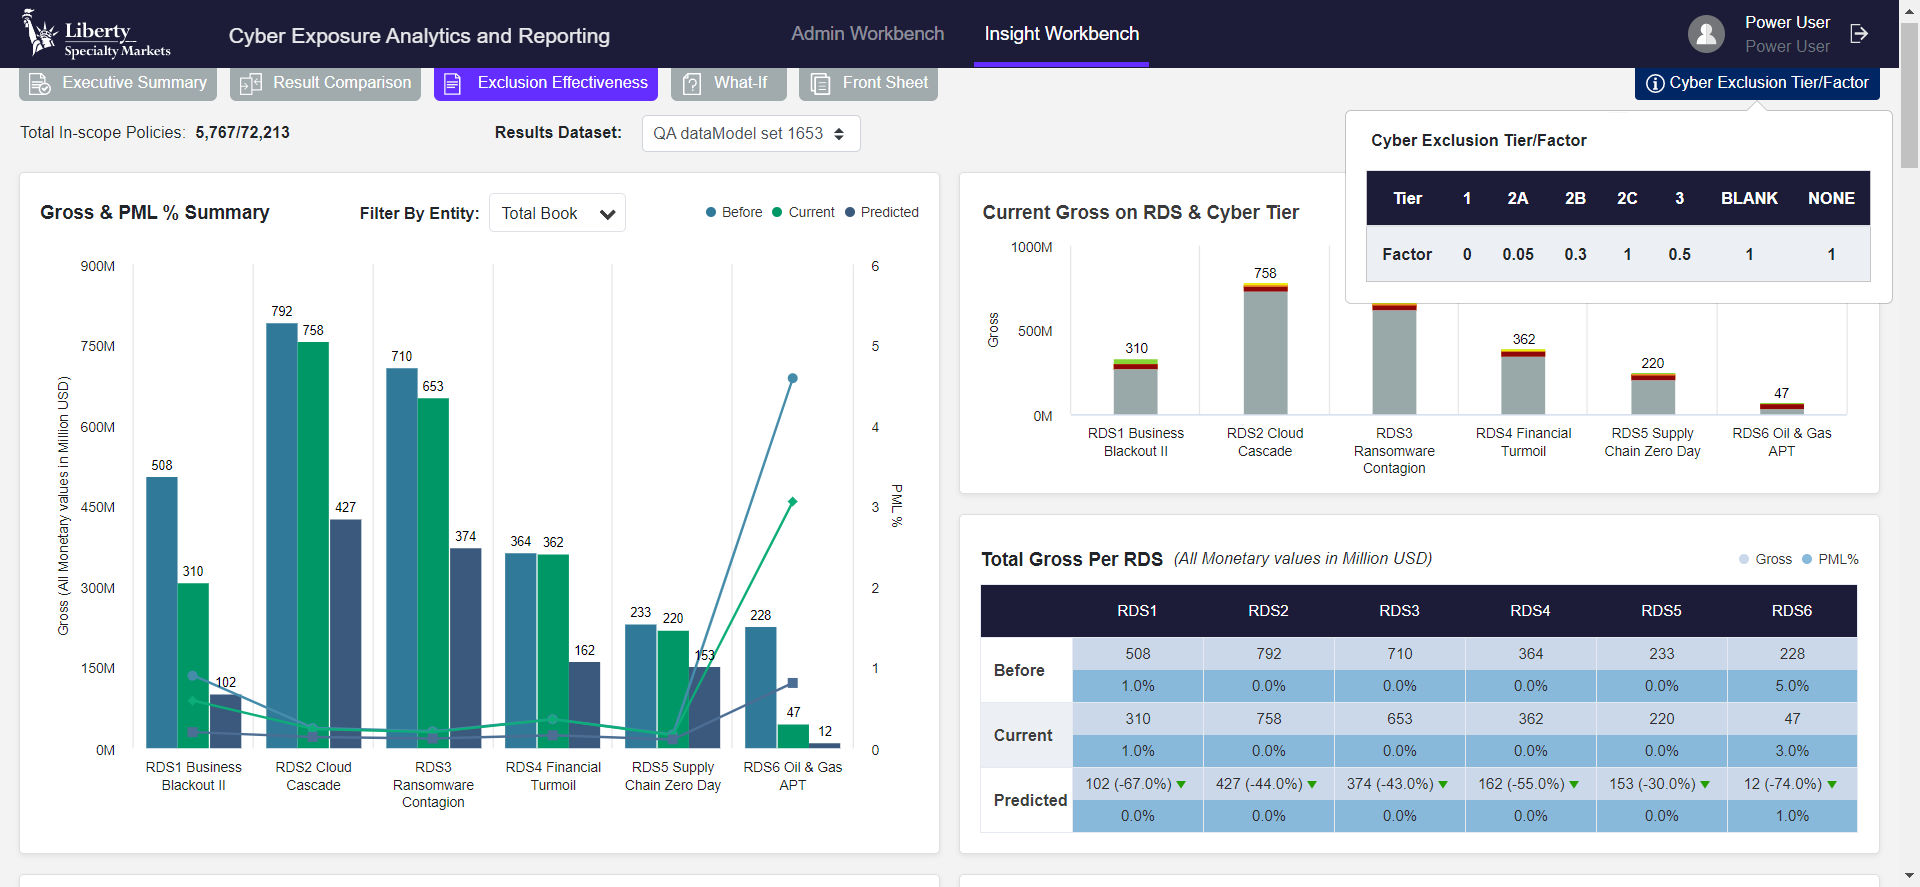 Liberty
Specialty Markets
Cyber Exposure Analytics and Reporting
Admin Workbench
Insight Workbench
Power User
Power User
Executive Summary
Result Comparison
Exclusion Effectiveness
What-If
Front Sheet
Cyber Exclusion Tier/Factor
Total In-scope Policies: 5,767/72,213
Results Dataset: QA dataModel set 1653
Cyber Exclusion Tier/Factor
Tier 1 2A 2B 2C 3 BLANK NONE
Factor 0 0.05 0.3 1 0.5 1 1
Gross & PML % Summary
Filter By Entity: Total Book
Before Current Predicted
900M
750M
600M
450M
300M
150M
0M
Gross (All Monetary values in Million USD)
6
5
4
3
2
1
0
PML %
508
310
102
792
758
427
710
653
374
364
362
162
233
220
153
228
47
12
RDS1 Business
Blackout II
RDS2 Cloud
Cascade
RDS3
Ransomware
Contagion
RDS4 Financial
Turmoil
RDS5 Supply
Chain Zero Day
RDS6 Oil & Gas
APT
Current Gross on RDS & Cyber Tier
1000M
500M
0M
Gross
310
758
362
220
47
RDS1 Business
Blackout II
RDS2 Cloud
Cascade
RDS3
Ransomware
Contagion
RDS4 Financial
Turmoil
RDS5 Supply
Chain Zero Day
RDS6 Oil & Gas
APT
Total Gross Per RDS (All Monetary values in Million USD)
Gross PML%
RDS1 RDS2 RDS3 RDS4 RDS5 RDS6
Before
508 792 710 364 233 228
1.0% 0.0% 0.0% 0.0% 0.0% 5.0%
Current
310 758 653 362 220 47
1.0% 0.0% 0.0% 0.0% 0.0% 3.0%
Predicted
102 (-67.0%) 427 (-44.0%) 374 (-43.0%) 162 (-55.0%) 153 (-30.0%) 12 (-74.0%)
0.0% 0.0% 0.0% 0.0% 0.0% 1.0%